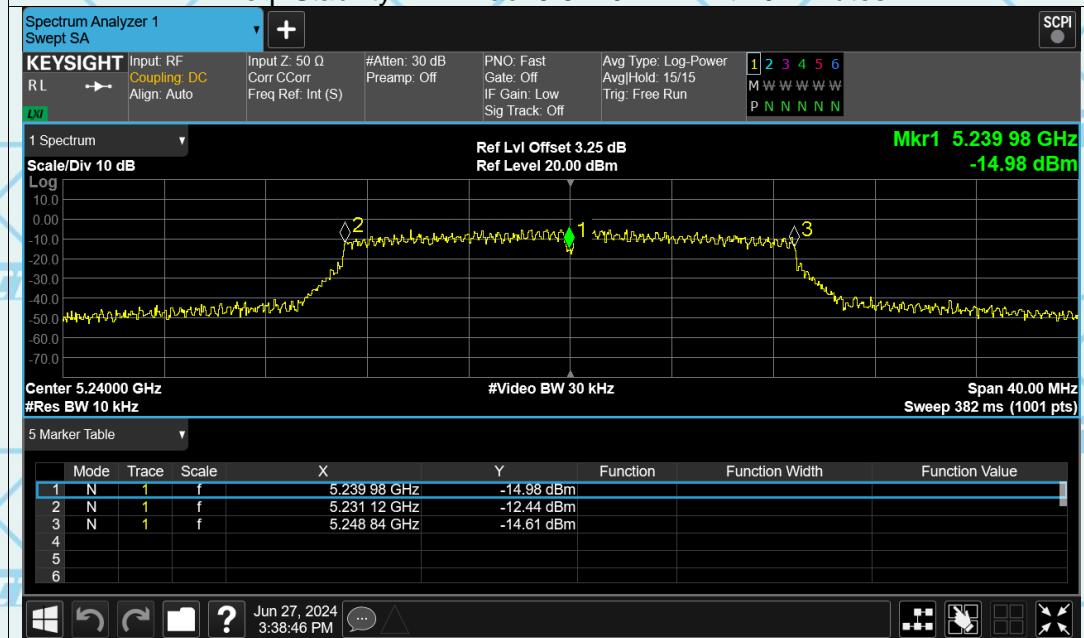 Spectrum Analyzer 1
Swept SA
+
SCPI
KEYSIGHT Input: RF Input Z: 50 Ω #Atten: 30 dB PNO: Fast Avg Type: Log-Power 1 2 3 4 5 6
RL Coupling: DC Corr CCorr Preamp: Off Gate: Off Avg|Hold: 15/15 M W W W W W
Align: Auto Freq Ref: Int (S) IF Gain: Low Trig: Free Run
LXI Sig Track: Off P N N N N N
1 Spectrum
Scale/Div 10 dB
Ref Lvl Offset 3.25 dB
Ref Level 20.00 dBm
Mkr1 5.239 98 GHz
-14.98 dBm
Log
10.0
0.00
-10.0
-20.0
-30.0
-40.0
-50.0
-60.0
-70.0
2
1
3
Center 5.24000 GHz #Video BW 30 kHz Span 40.00 MHz
#Res BW 10 kHz Sweep 382 ms (1001 pts)
5 Marker Table
Mode Trace Scale X Y Function Function Width Function Value
1 N 1 f 5.239 98 GHz -14.98 dBm
2 N 1 f 5.231 12 GHz -12.44 dBm
3 N 1 f 5.248 84 GHz -14.61 dBm
4
5
6
? Jun 27, 2024
3:38:46 PM